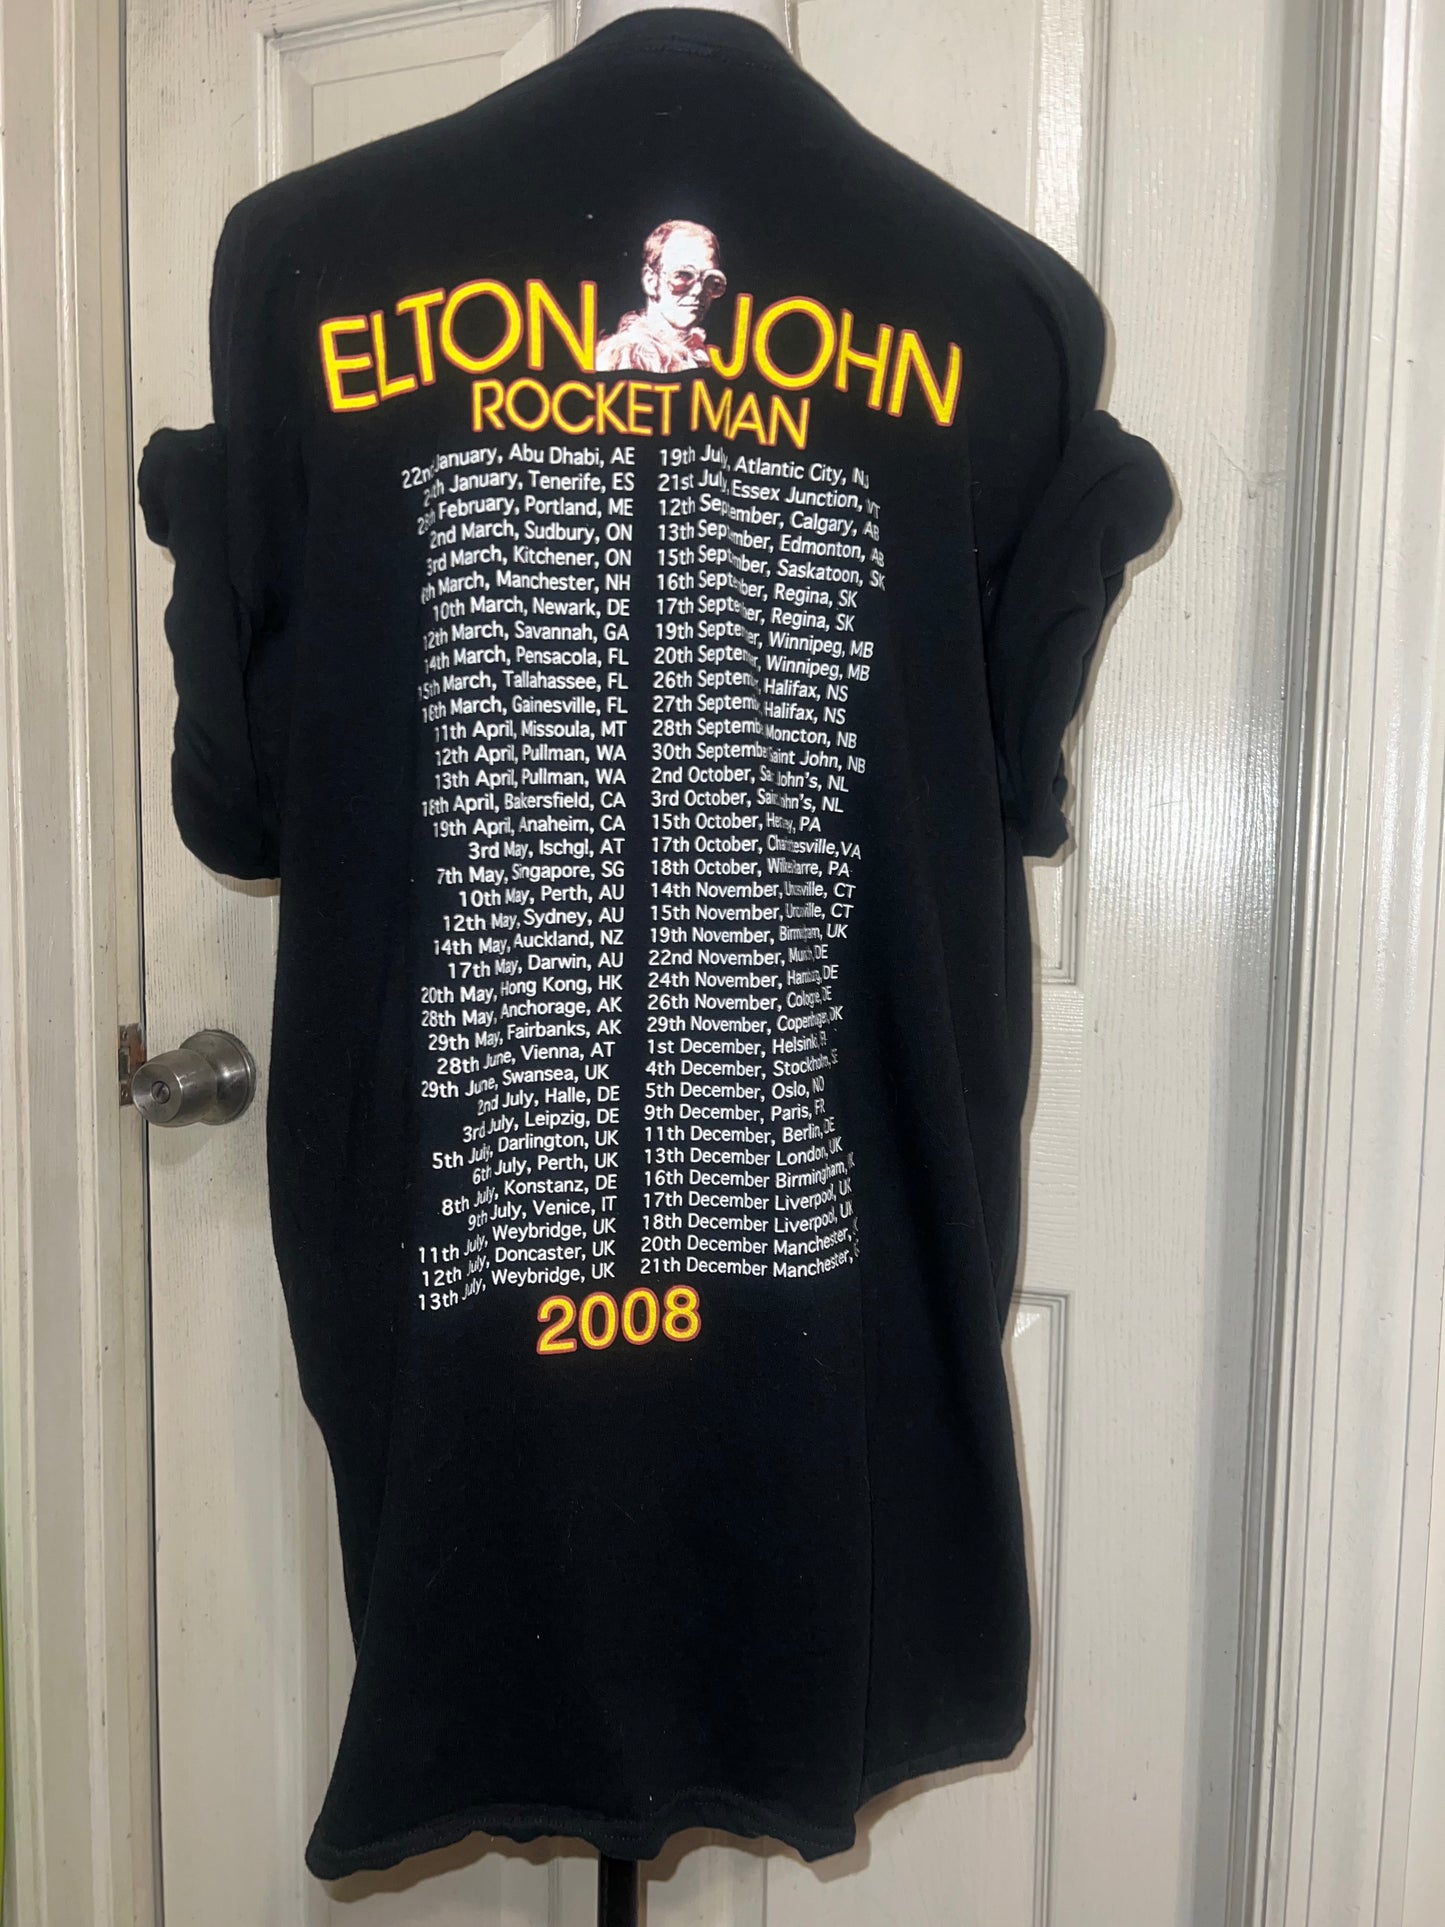 ELTON JOHN
ROCKET MAN
22nd January, Abu Dhabi, AE
January, Tenerife, ES
February, Portland, ME
2nd March, Sudbury, ON
3rd March, Kitchener, ON
March, Manchester, NH
10th March, Newark, DE
12th March, Savannah, GA
14th March, Pensacola, FL
15th March, Tallahassee, FL
16th March, Gainesville, FL
11th April, Missoula, MT
12th April, Pullman, WA
13th April, Pullman, WA
18th April, Bakersfield, CA
19th April, Anaheim, CA
3rd May, Ischgl, AT
7th May, Singapore, SG
10th May, Perth, AU
12th May, Sydney, AU
14th May, Auckland, NZ
17th May, Darwin, AU
20th May, Hong Kong, HK
28th May, Anchorage, AK
29th May, Fairbanks, AK
28th June, Vienna, AT
29th June, Swansea, UK
2nd July, Halle, DE
3rd July, Leipzig, DE
5th July, Darlington, UK
6th July, Perth, UK
8th July, Konstanz, DE
9th July, Venice, IT
11th July, Weybridge, UK
12th July, Doncaster, UK
13th July, Weybridge, UK
19th July, Atlantic City, NJ
21st July, Essex Junction, VT
12th September, Calgary, AB
13th September, Edmonton, AB
15th September, Saskatoon, SK
16th September, Regina, SK
17th September, Regina, SK
19th September, Winnipeg, MB
20th September, Winnipeg, MB
26th September, Halifax, NS
27th September, Halifax, NS
28th September, Moncton, NB
30th September, Saint John, NB
2nd October, Saint John's, NL
3rd October, Saint John's, NL
15th October, Hershey, PA
17th October, Charlottesville, VA
18th October, Wilkes-Barre, PA
14th November, Uncasville, CT
15th November, Uncasville, CT
19th November, Birmingham, UK
22nd November, Munich, DE
24th November, Hamburg, DE
26th November, Cologne, DE
29th November, Copenhagen, DK
1st December, Helsinki, FI
4th December, Stockholm, SE
5th December, Oslo, NO
9th December, Paris, FR
11th December, Berlin, DE
13th December London, UK
16th December Birmingham,
17th December Liverpool, UK
18th December Liverpool, UK
20th December Manchester,
21th December Manchester,
2008